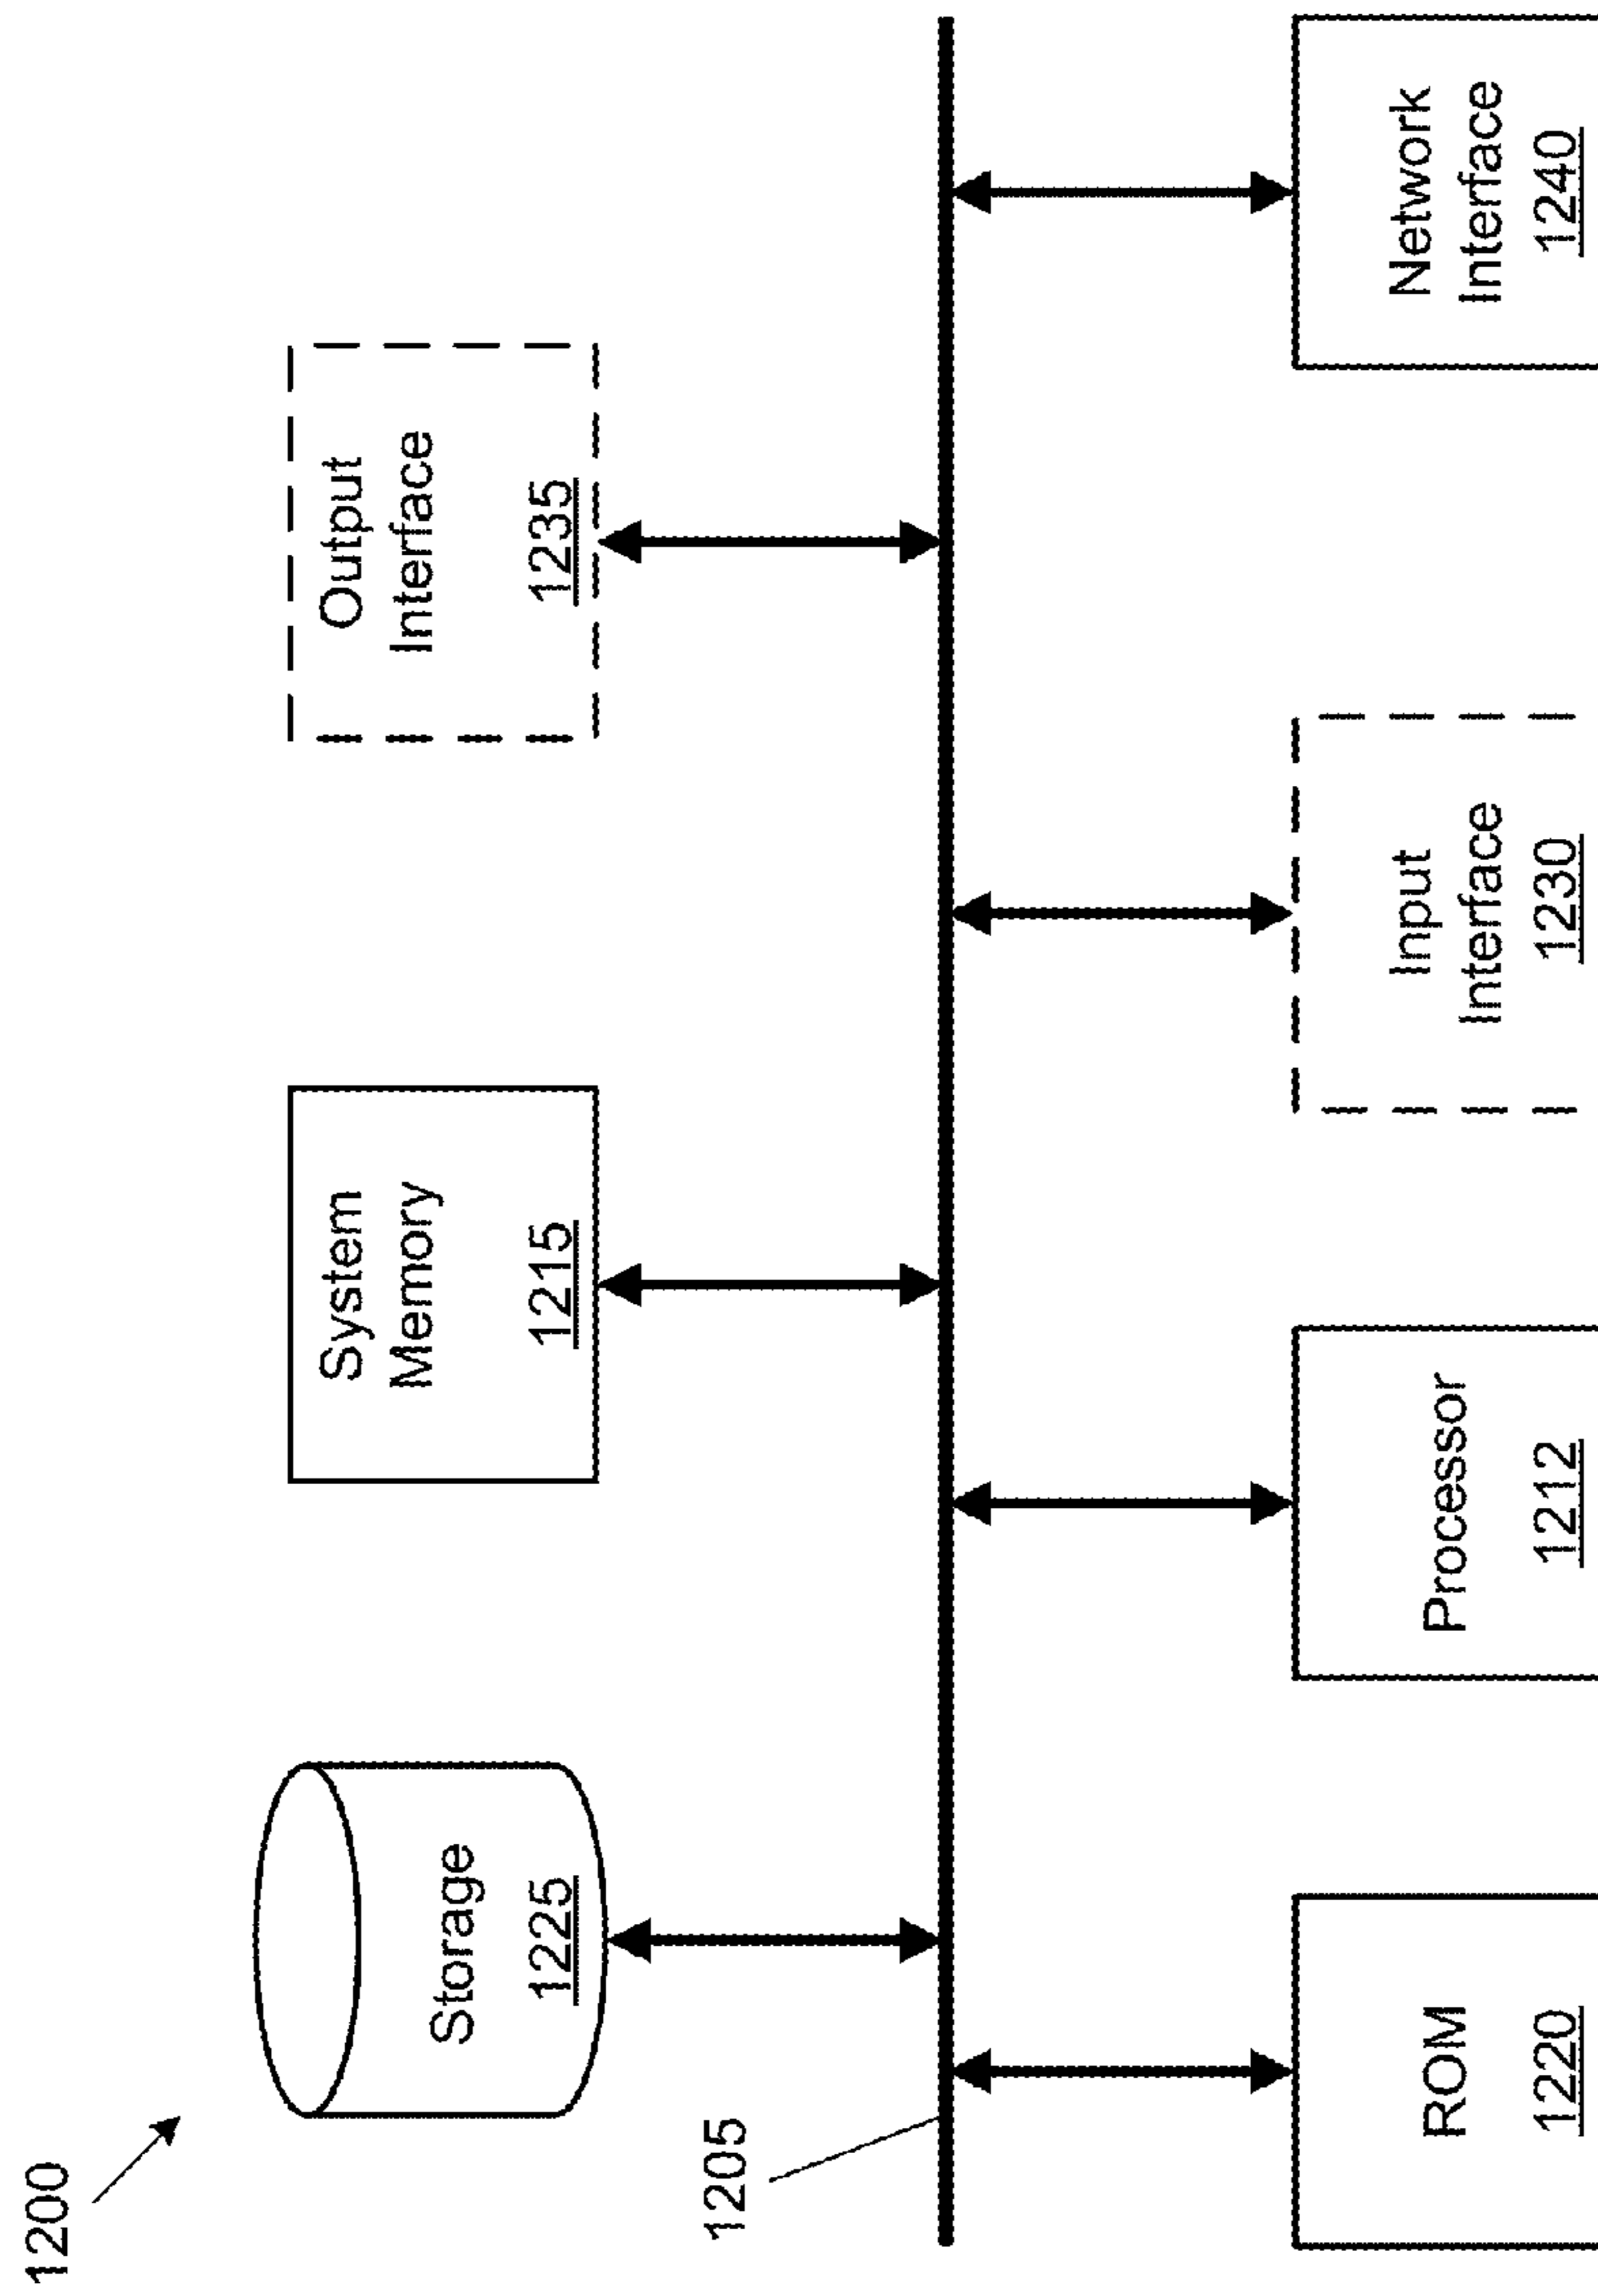 1200
Storage
1225
System
Memory
1215
Output
Interface
1235
1205
ROM
1220
Processor
1212
Input
Interface
1230
Network
Interface
1240